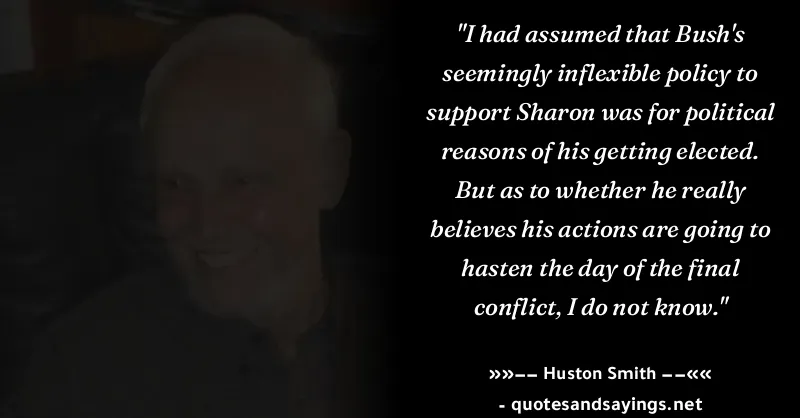 "I had assumed that Bush's
seemingly inflexible policy to
support Sharon was for political
reasons of his getting elected.
But as to whether he really
believes his actions are going to
hasten the day of the final
conflict, I do not know."
»»−− Huston Smith −−««
- quotesandsayings.net